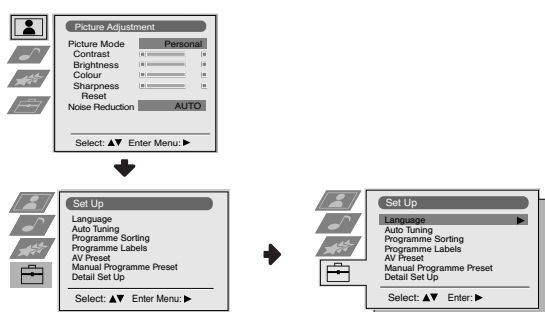 Picture Adjustment
Picture Mode Personal
Contrast
Brightness
Colour
Sharpness
Reset
Noise Reduction AUTO
Select: ▲▼ Enter Menu: ▶
Set Up
Language
Auto Tuning
Programme Sorting
Programme Labels
AV Preset
Manual Programme Preset
Detail Set Up
Select: ▲▼ Enter Menu: ▶
Set Up
Language ▶
Auto Tuning
Programme Sorting
Programme Labels
AV Preset
Manual Programme Preset
Detail Set Up
Select: ▲▼ Enter: ▶